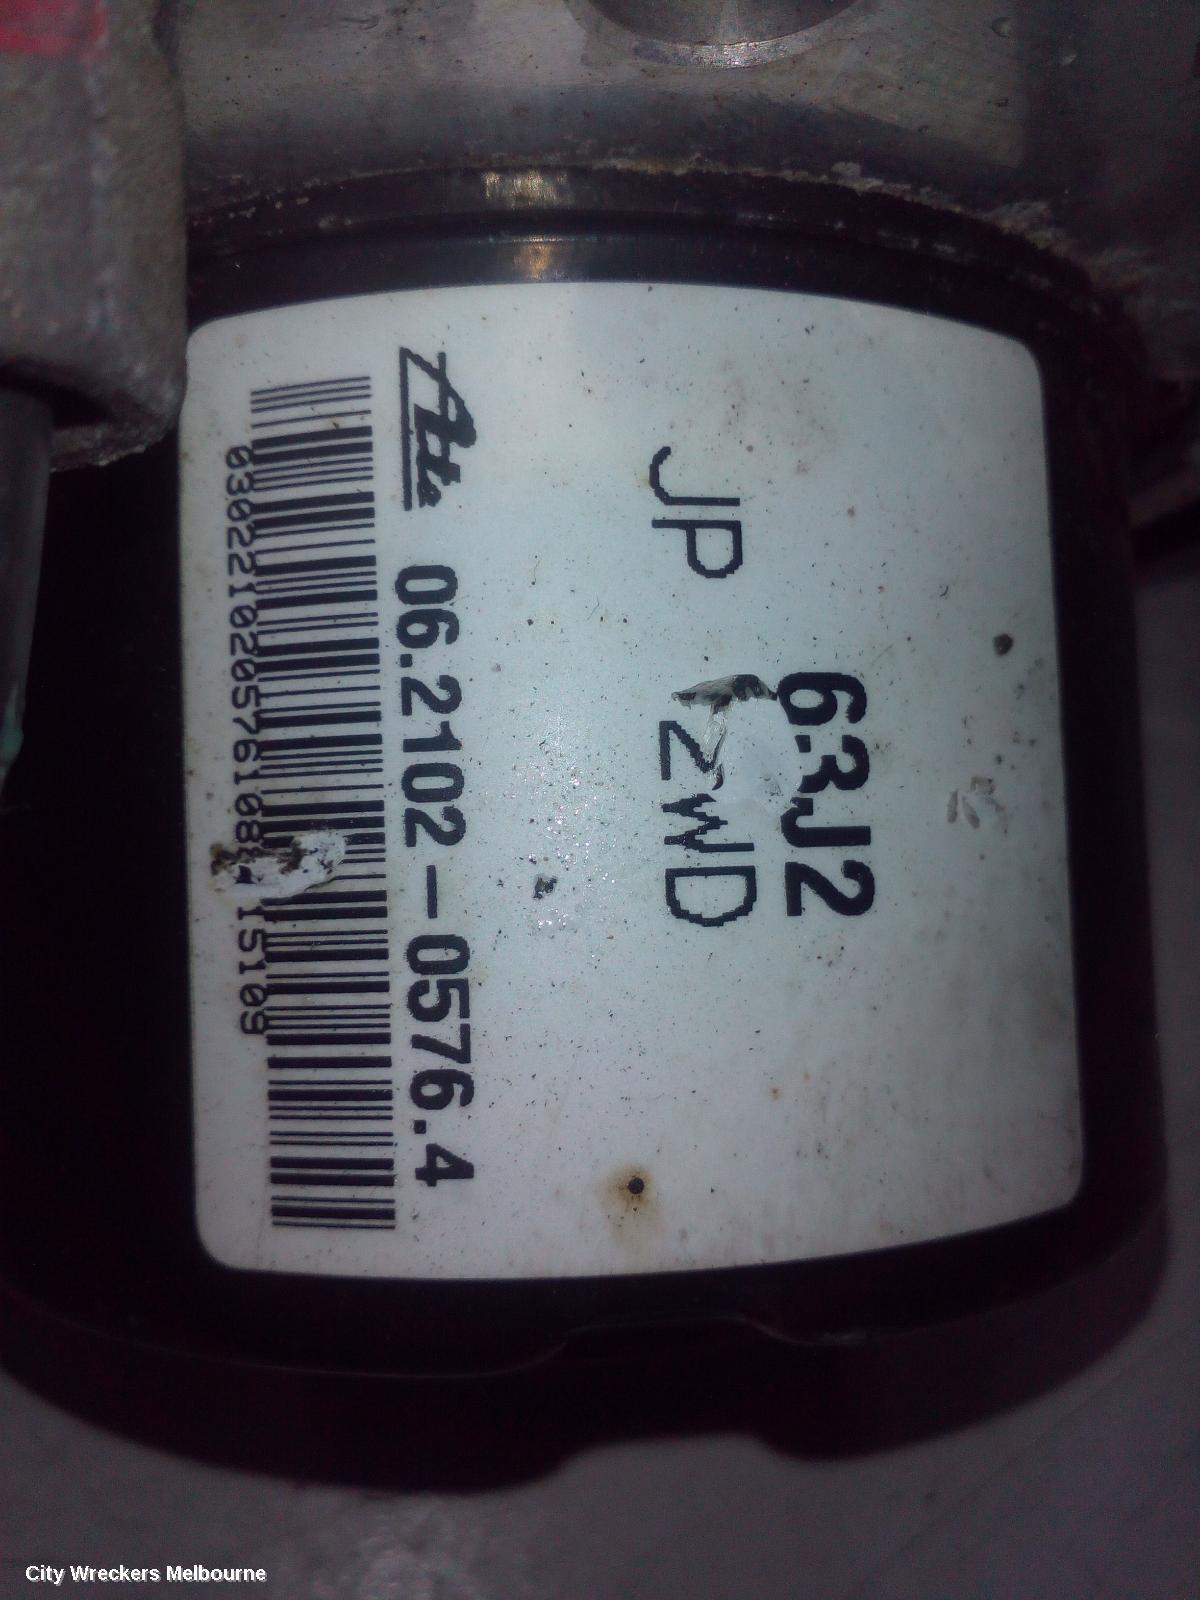 63J2
JP 2WD
Ate 06.2102-0576.4
City Wreckers Melbourne